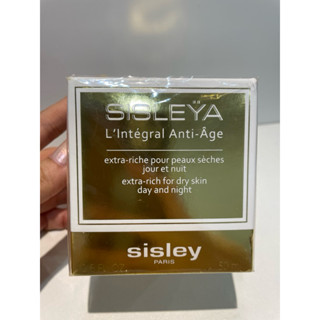 SISLEŸA
L'Intégral Anti-Âge
extra-riche pour peaux sèches
jour et nuit
extra-rich for dry skin
day and night
sisley
PARIS